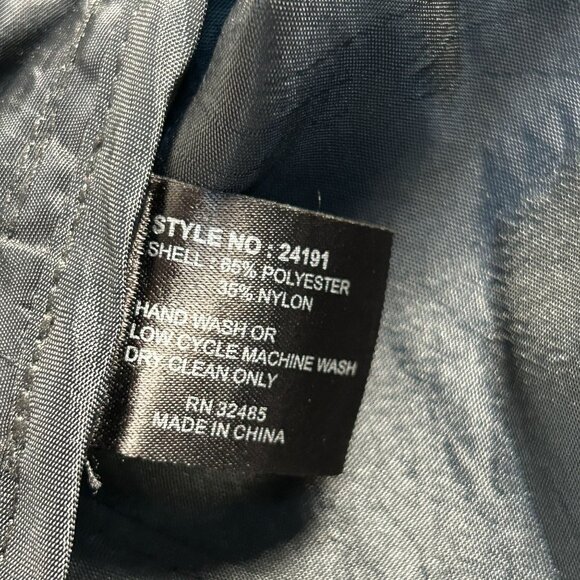 STYLE NO : 24191
SHELL : 65% POLYESTER
35% NYLON
HAND WASH OR
LOW CYCLE MACHINE WASH
DRY CLEAN ONLY
RN 32485
MADE IN CHINA